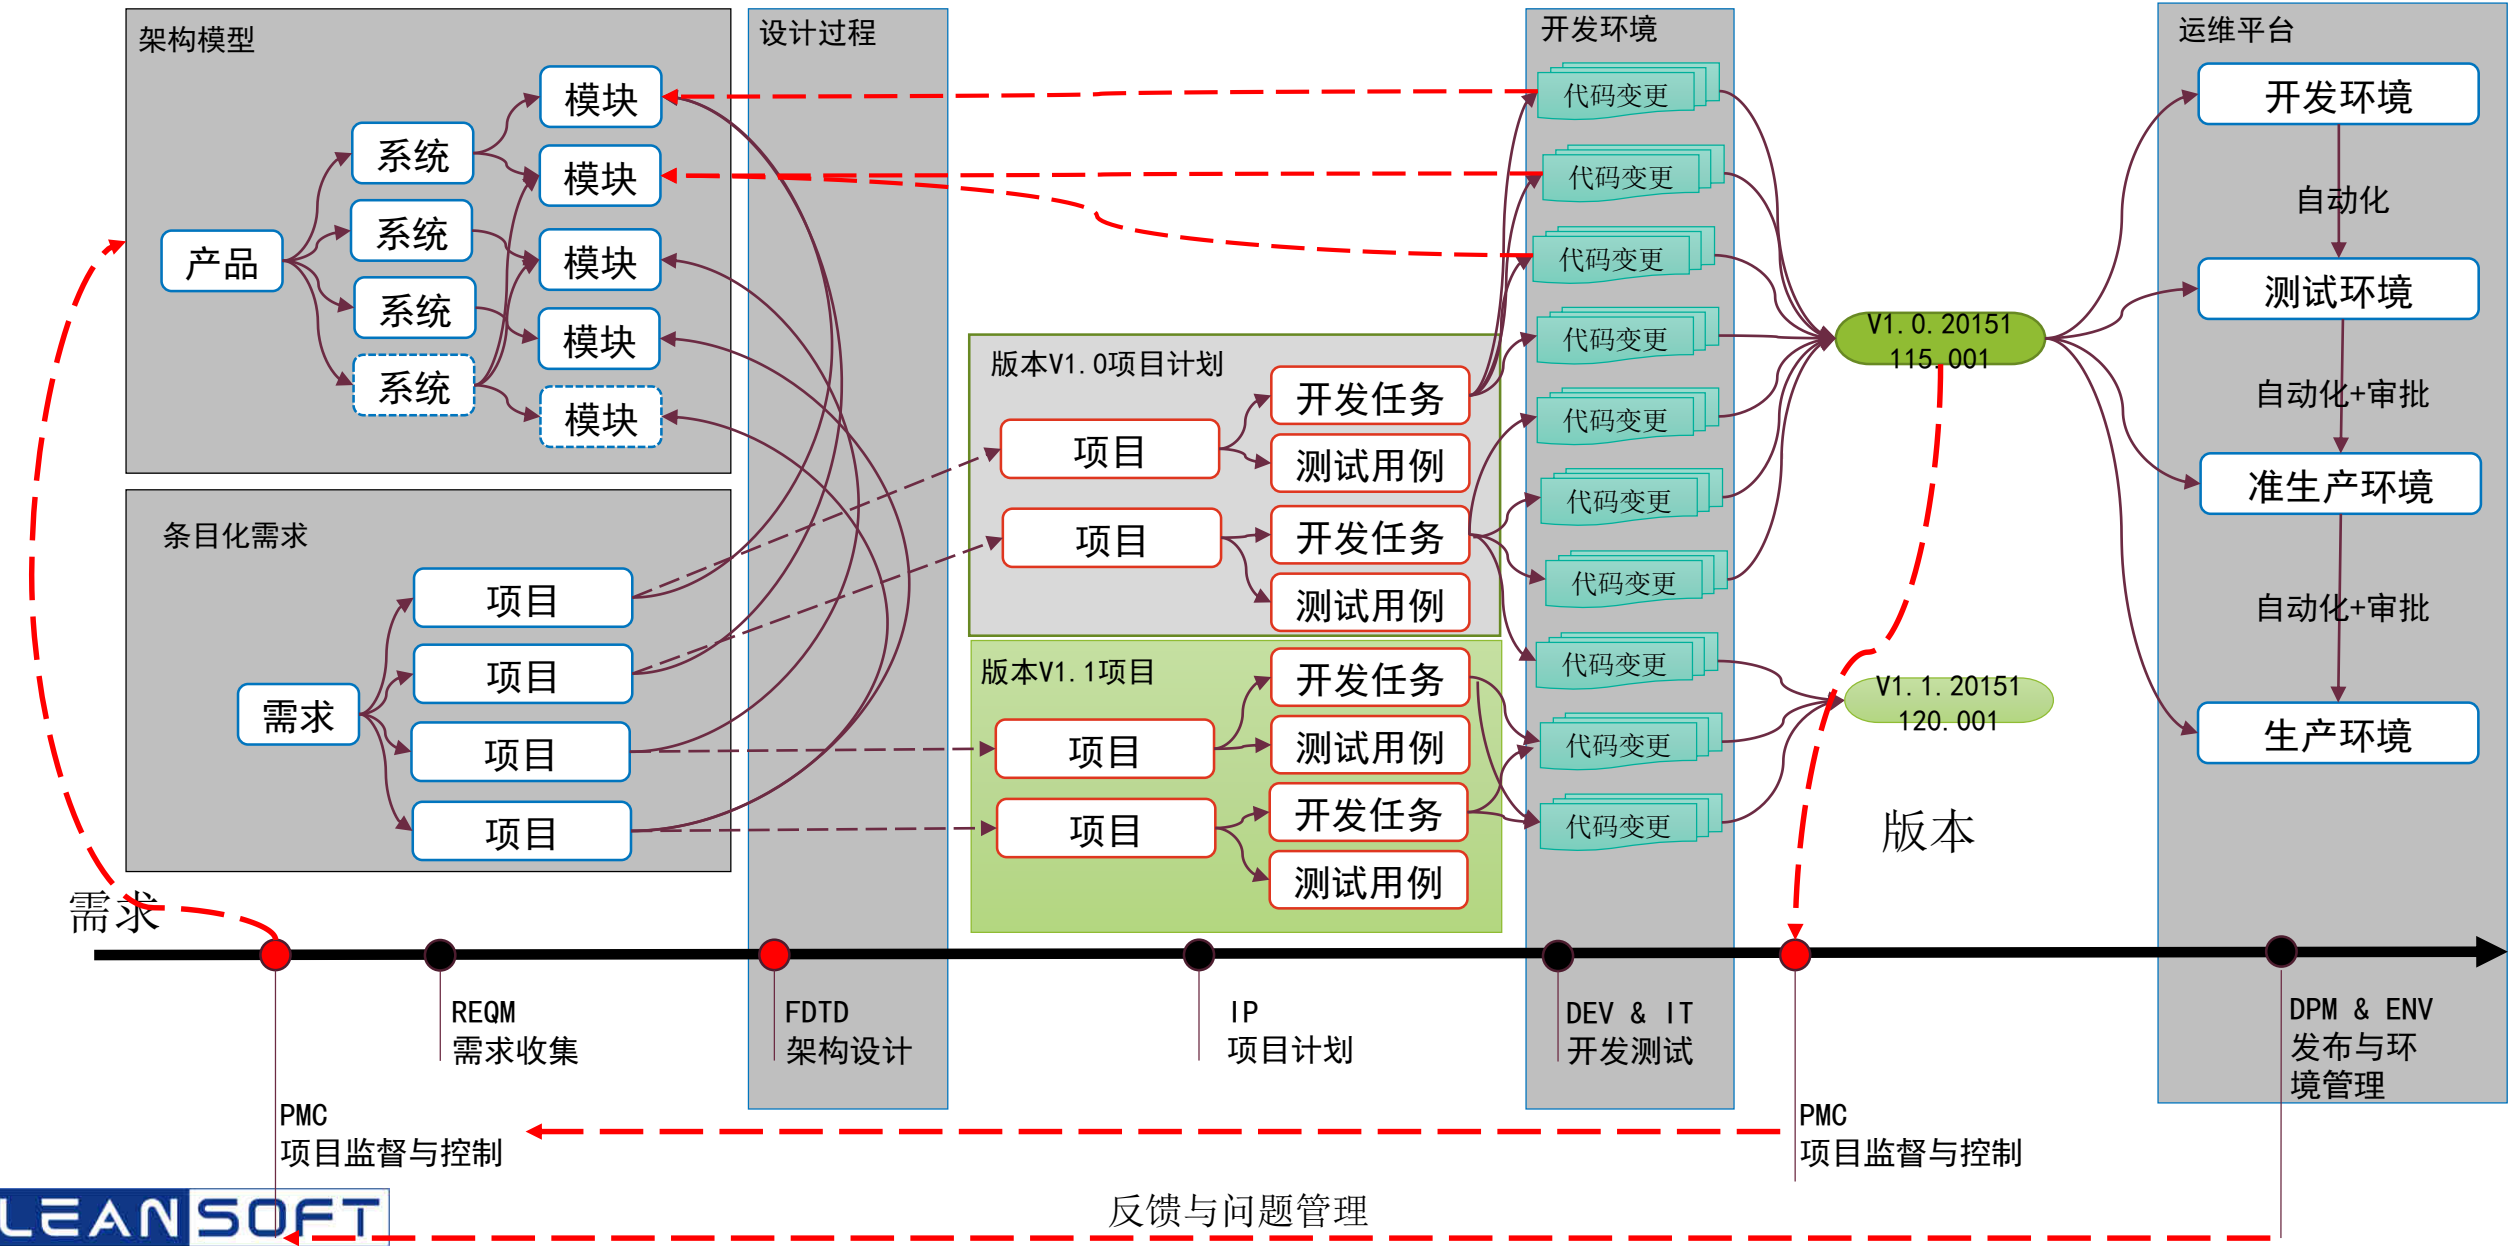 架构模型
产品
系统
系统
系统
系统
模块
模块
模块
模块
模块
条目化需求
需求
项目
项目
项目
项目
设计过程
版本V1.0项目计划
项目
项目
开发任务
测试用例
开发任务
测试用例
版本V1.1项目
项目
项目
开发任务
测试用例
开发任务
测试用例
开发环境
代码变更
代码变更
代码变更
代码变更
代码变更
代码变更
代码变更
代码变更
代码变更
代码变更
V1.0.20151
115.001
V1.1.20151
120.001
版本
运维平台
开发环境
自动化
测试环境
自动化+审批
准生产环境
自动化+审批
生产环境
需求
PMC
项目监督与控制
REQM
需求收集
FDTD
架构设计
IP
项目计划
DEV & IT
开发测试
PMC
项目监督与控制
DPM & ENV
发布与环
境管理
反馈与问题管理
LEANSOFT